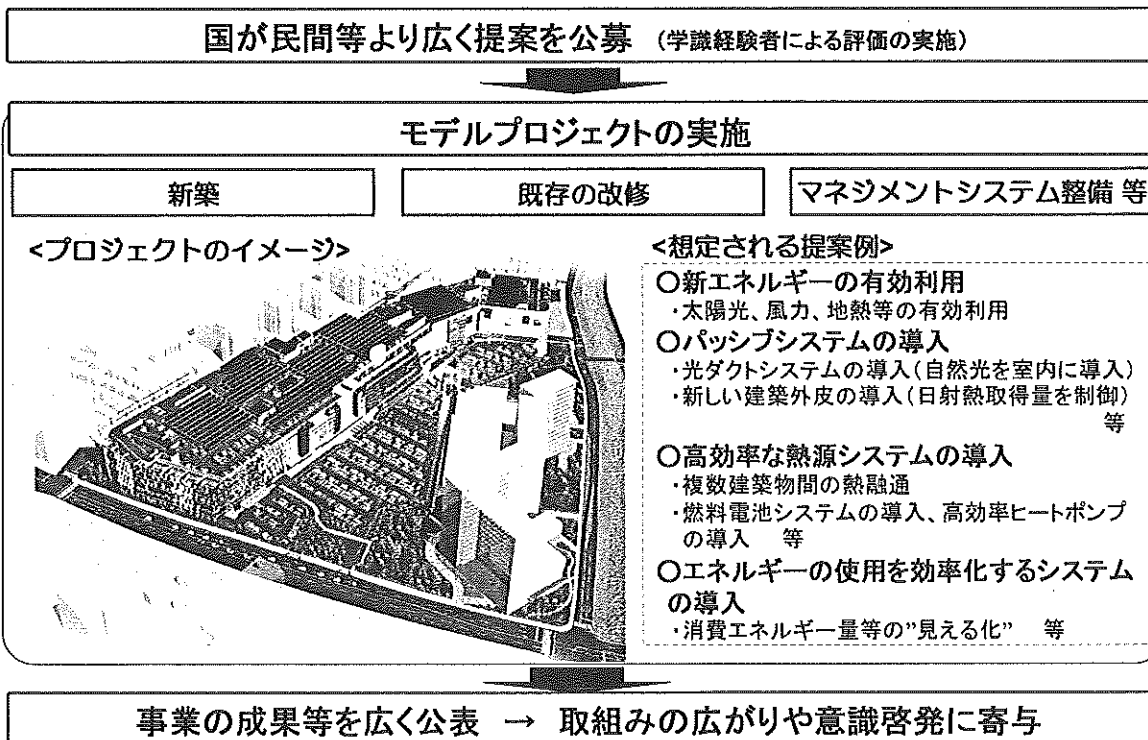 国が民間等より広く提案を公募 (学識経験者による評価の実施)
モデルプロジェクトの実施
新築
既存の改修
マネジメントシステム整備 等
<プロジェクトのイメージ>
<想定される提案例>
○新エネルギーの有効利用
・太陽光、風力、地熱等の有効利用
○パッシブシステムの導入
・光ダクトシステムの導入(自然光を室内に導入)
・新しい建築外皮の導入(日射熱取得量を制御)
等
○高効率な熱源システムの導入
・複数建築物間の熱融通
・燃料電池システムの導入、高効率ヒートポンプ
の導入 等
○エネルギーの使用を効率化するシステム
の導入
・消費エネルギー量等の”見える化” 等
事業の成果等を広く公表 → 取組みの広がりや意識啓発に寄与